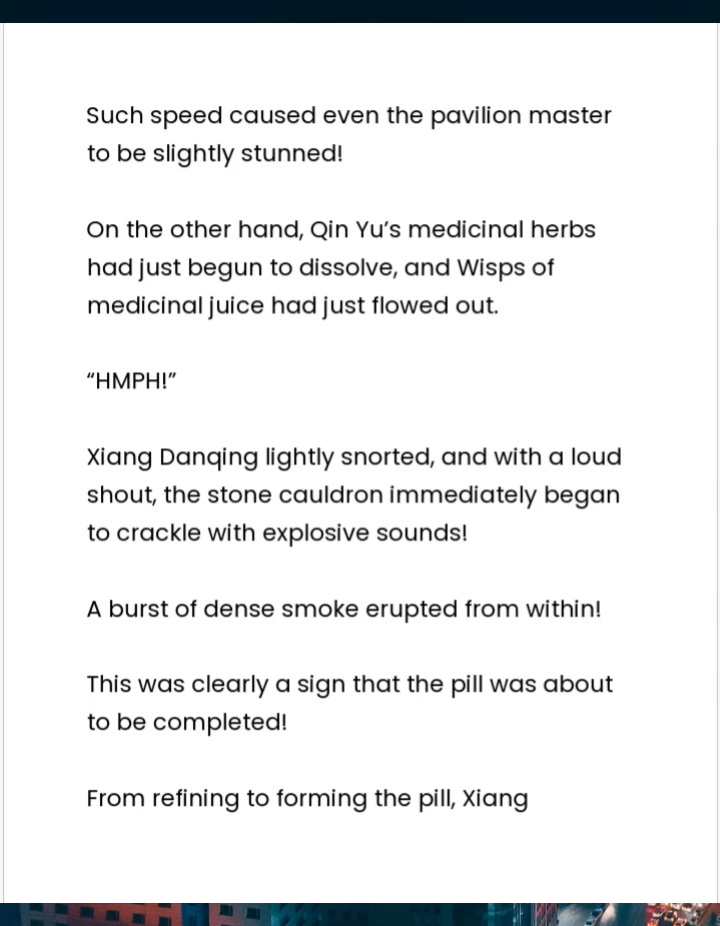 Such speed caused even the pavilion master
to be slightly stunned!
On the other hand, Qin Yu’s medicinal herbs
had just begun to dissolve, and Wisps of
medicinal juice had just flowed out.
“HMPH!”
Xiang Danqing lightly snorted, and with a loud
shout, the stone cauldron immediately began
to crackle with explosive sounds!
A burst of dense smoke erupted from within!
This was clearly a sign that the pill was about
to be completed!
From refining to forming the pill, Xiang